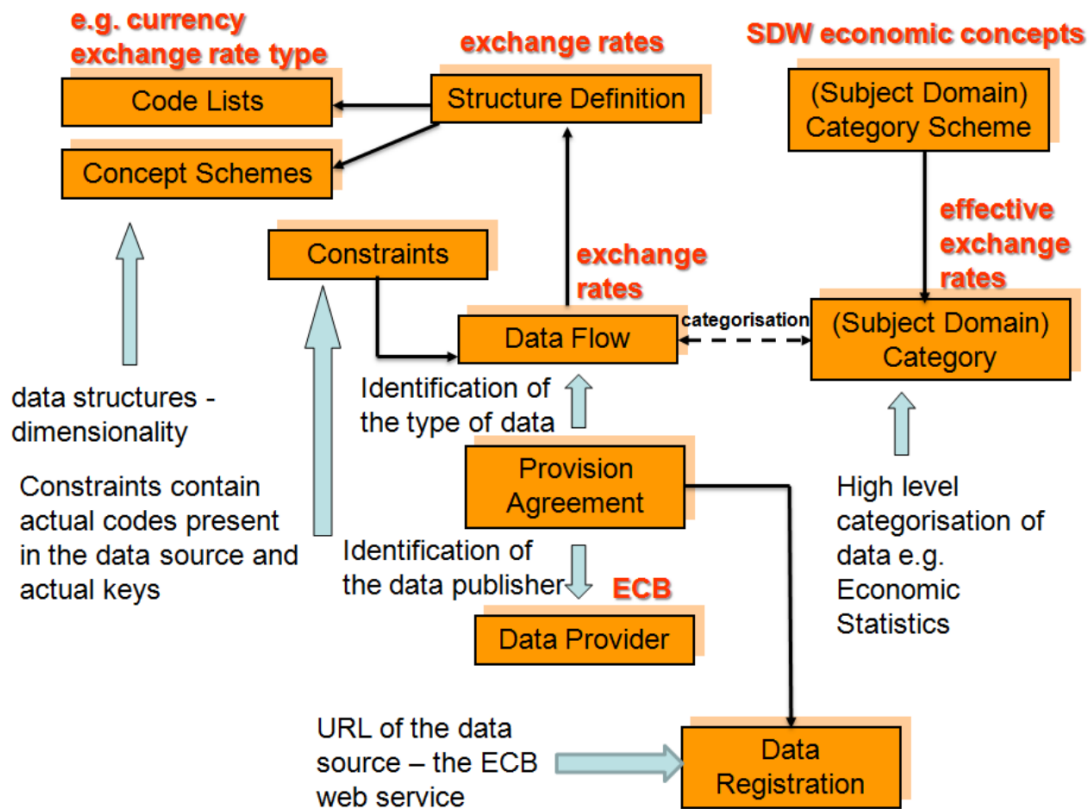 e.g. currency
exchange rate type
exchange rates
SDW economic concepts
Code Lists
Structure Definition
(Subject Domain)
Category Scheme
Concept Schemes
Constraints
exchange
rates
effective
exchange
rates
Data Flow
categorisation
(Subject Domain)
Category
data structures -
dimensionality
Identification of
the type of data
Constraints contain
actual codes present
in the data source and
actual keys
Provision
Agreement
High level
categorisation of
data e.g.
Economic
Statistics
Identification of
the data publisher
ECB
Data Provider
URL of the data
source – the ECB
web service
Data
Registration